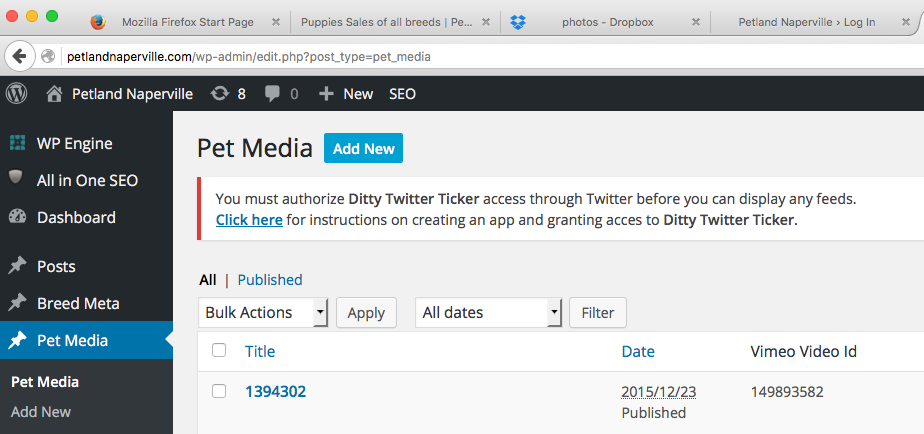 Mozilla Firefox Start Page
Puppies Sales of all breeds | Pe...
photos - Dropbox
Petland Naperville › Log In
petlandnaperville.com/wp-admin/edit.php?post_type=pet_media
Petland Naperville 8 0 New SEO
WP Engine
All in One SEO
Dashboard
Posts
Breed Meta
Pet Media
Pet Media
Add New
Pet Media Add New
You must authorize Ditty Twitter Ticker access through Twitter before you can display any feeds.
Click here for instructions on creating an app and granting acces to Ditty Twitter Ticker.
All | Published
Bulk Actions Apply All dates Filter
Title Date Vimeo Video Id
1394302 2015/12/23 149893582
Published